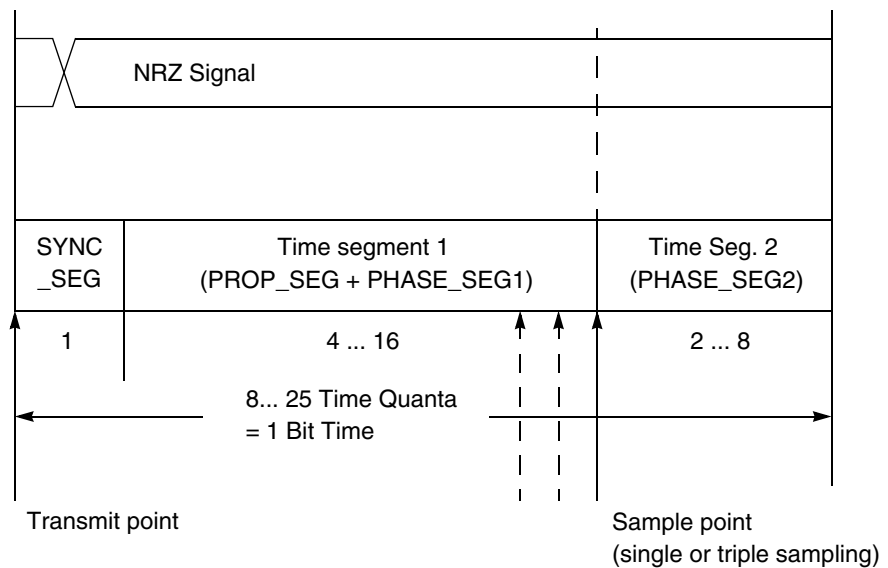 NRZ Signal
SYNC
_SEG
Time segment 1
(PROP_SEG + PHASE_SEG1)
Time Seg. 2
(PHASE_SEG2)
1
4 ... 16
2 ... 8
8... 25 Time Quanta
= 1 Bit Time
Transmit point
Sample point
(single or triple sampling)